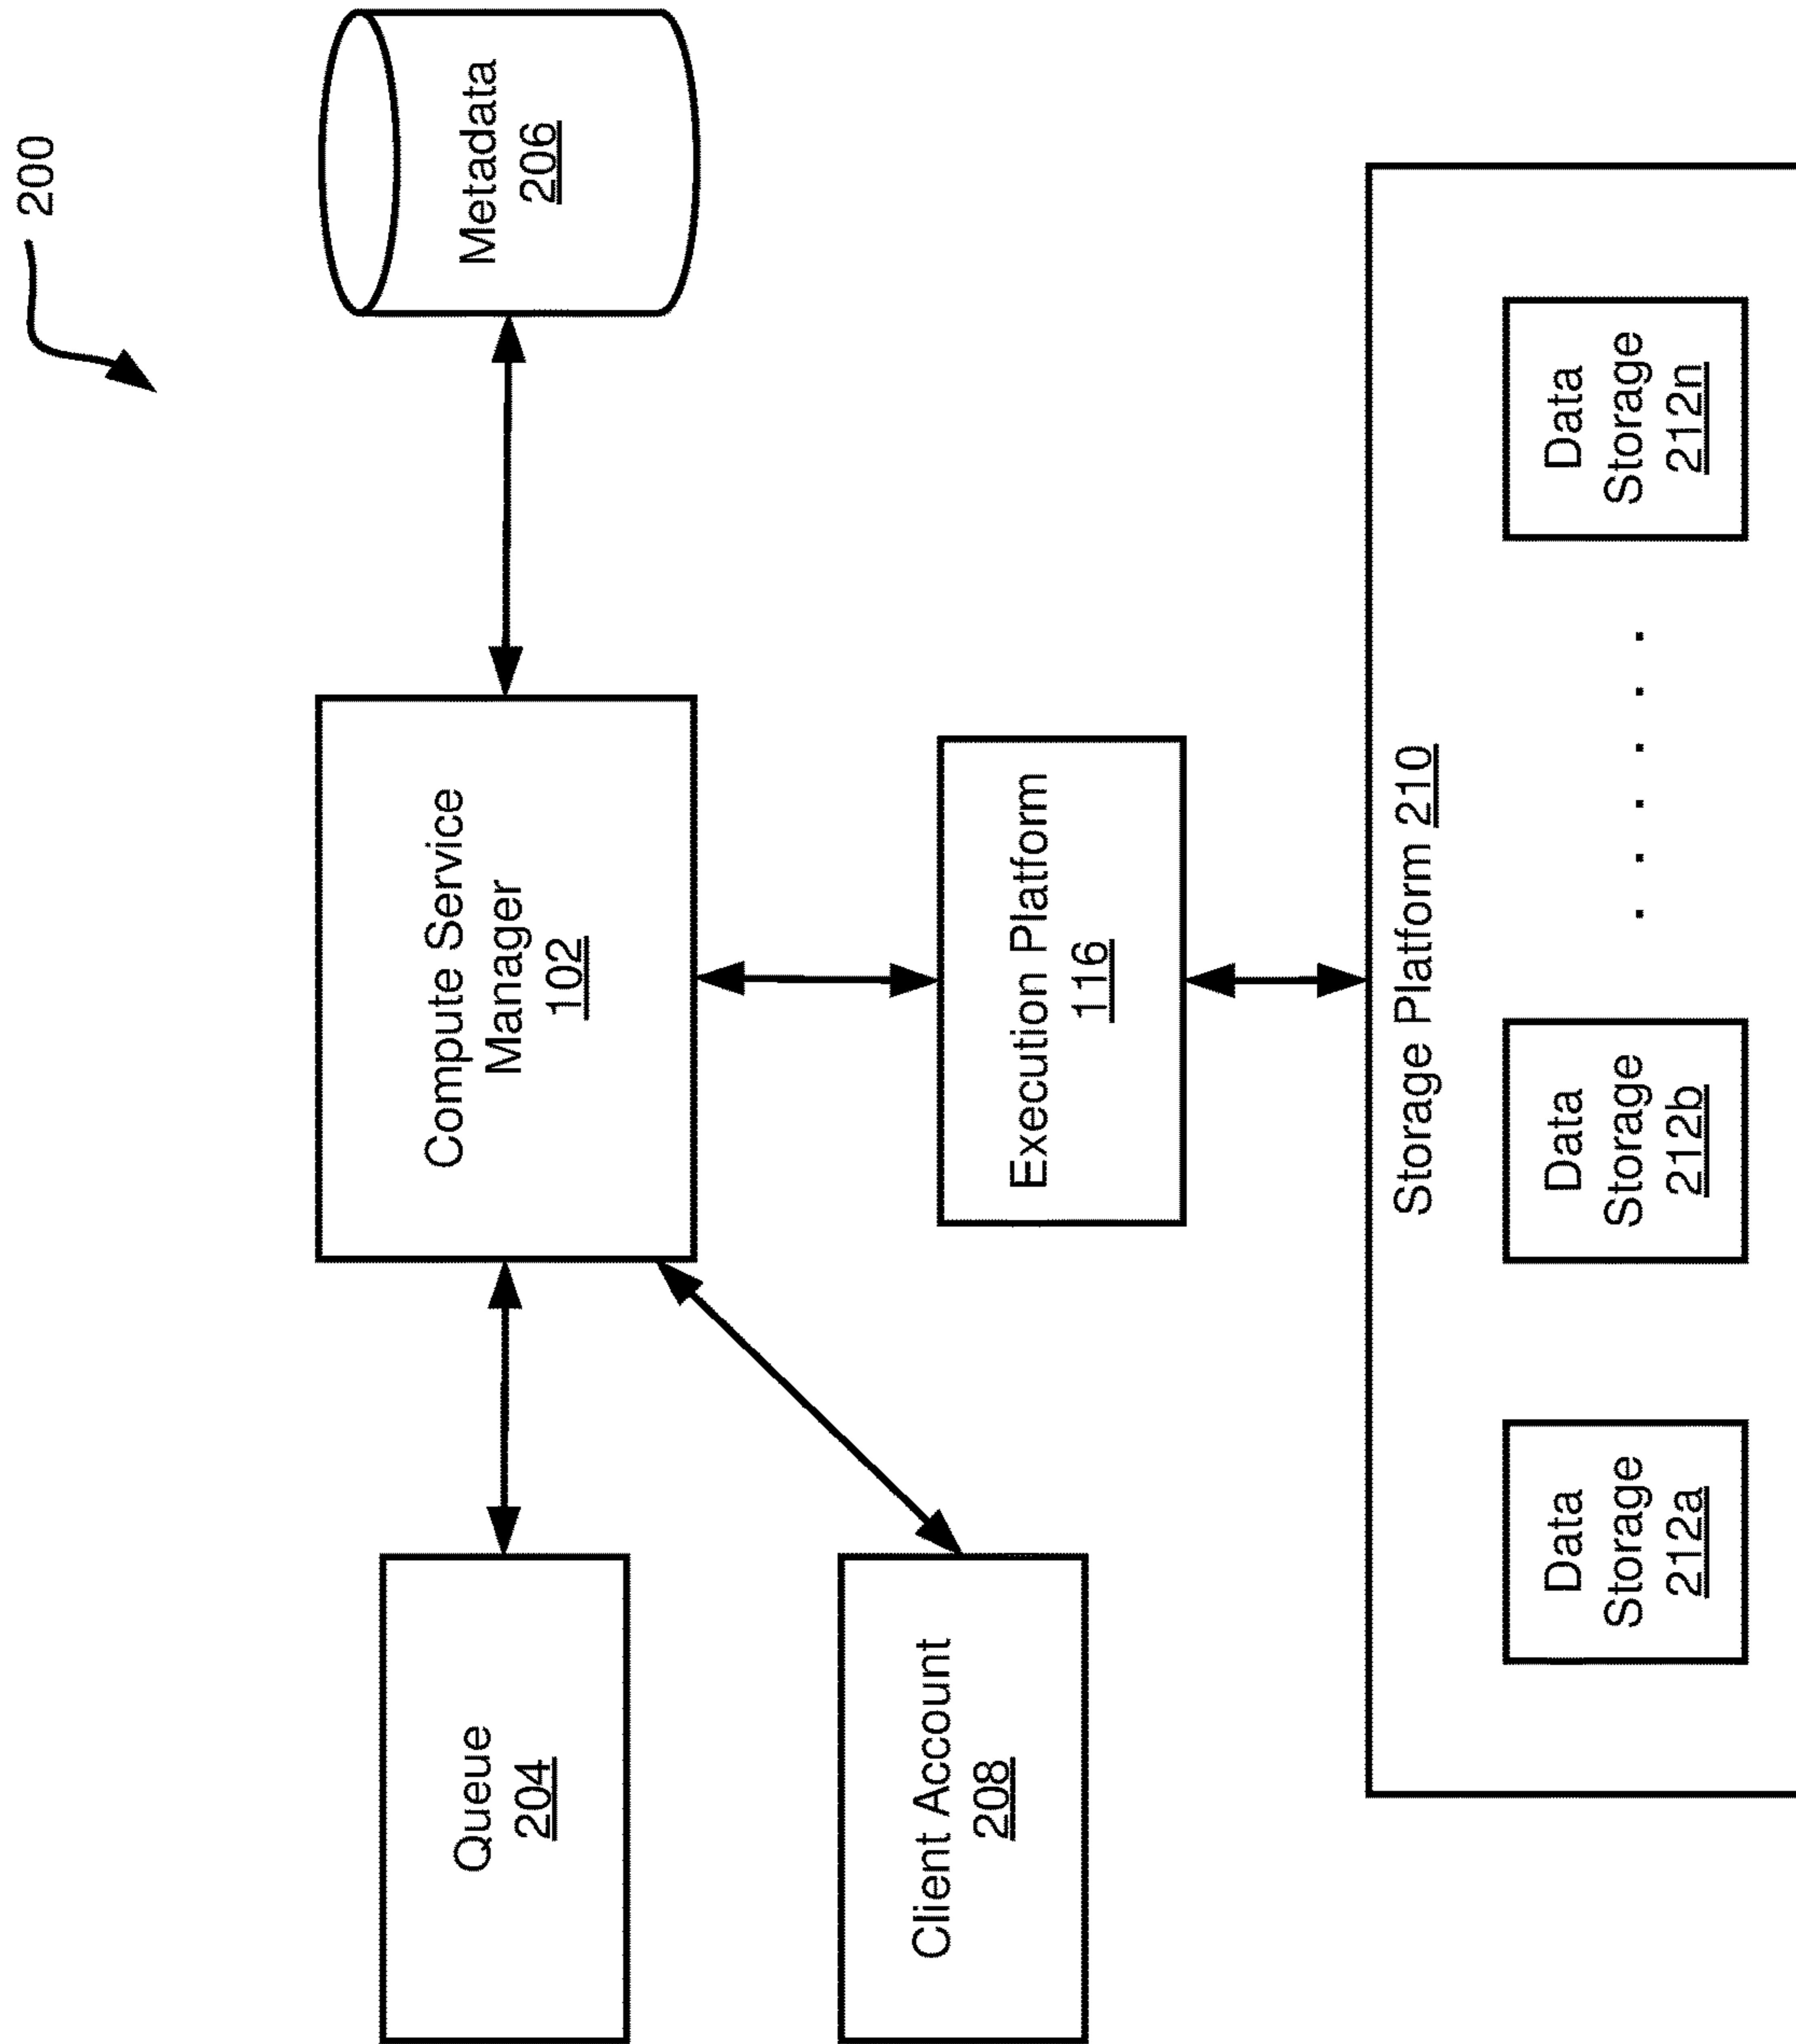 200
Queue
204
Compute Service
Manager
102
Metadata
206
Client Account
208
Execution Platform
116
Storage Platform 210
Data
Storage
212a
Data
Storage
212b
. . . . . .
Data
Storage
212n